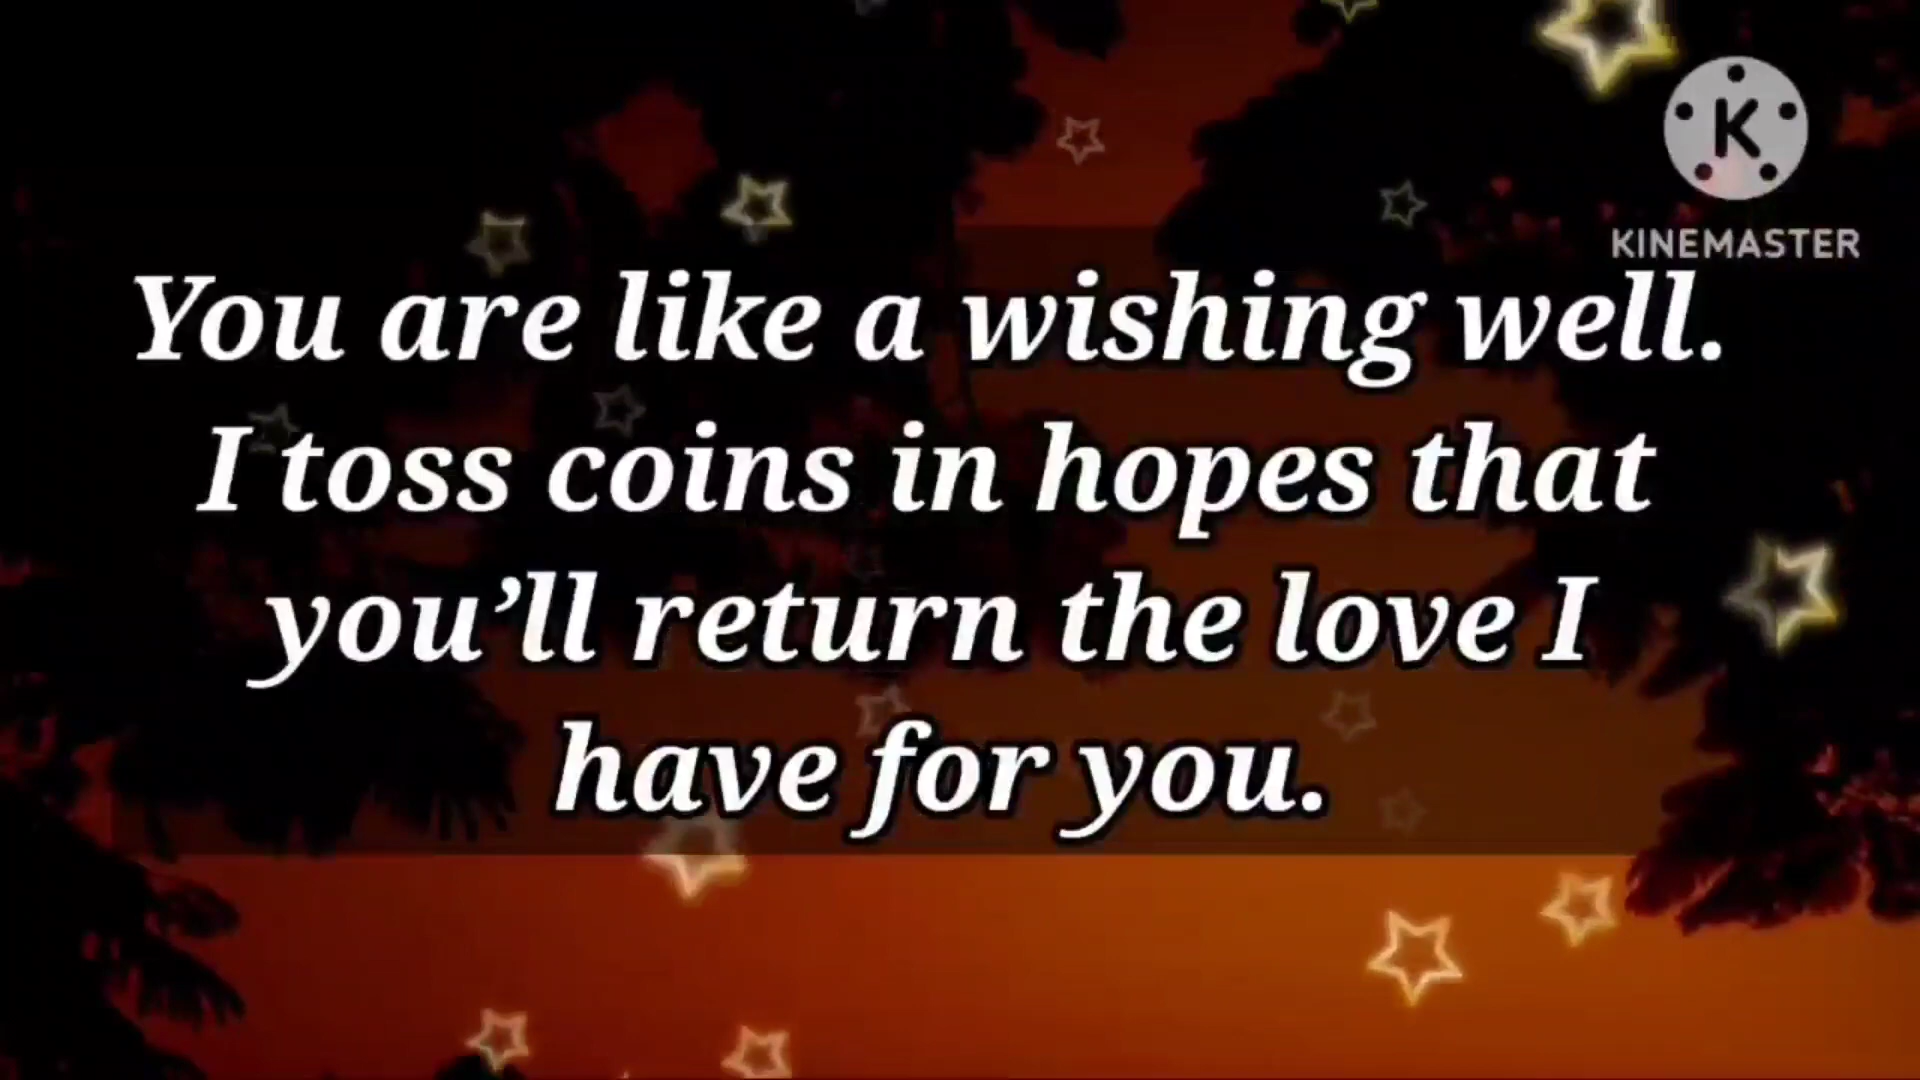 K
KINEMASTER
You are like a wishing well.
I toss coins in hopes that
you’ll return the love I
have for you.